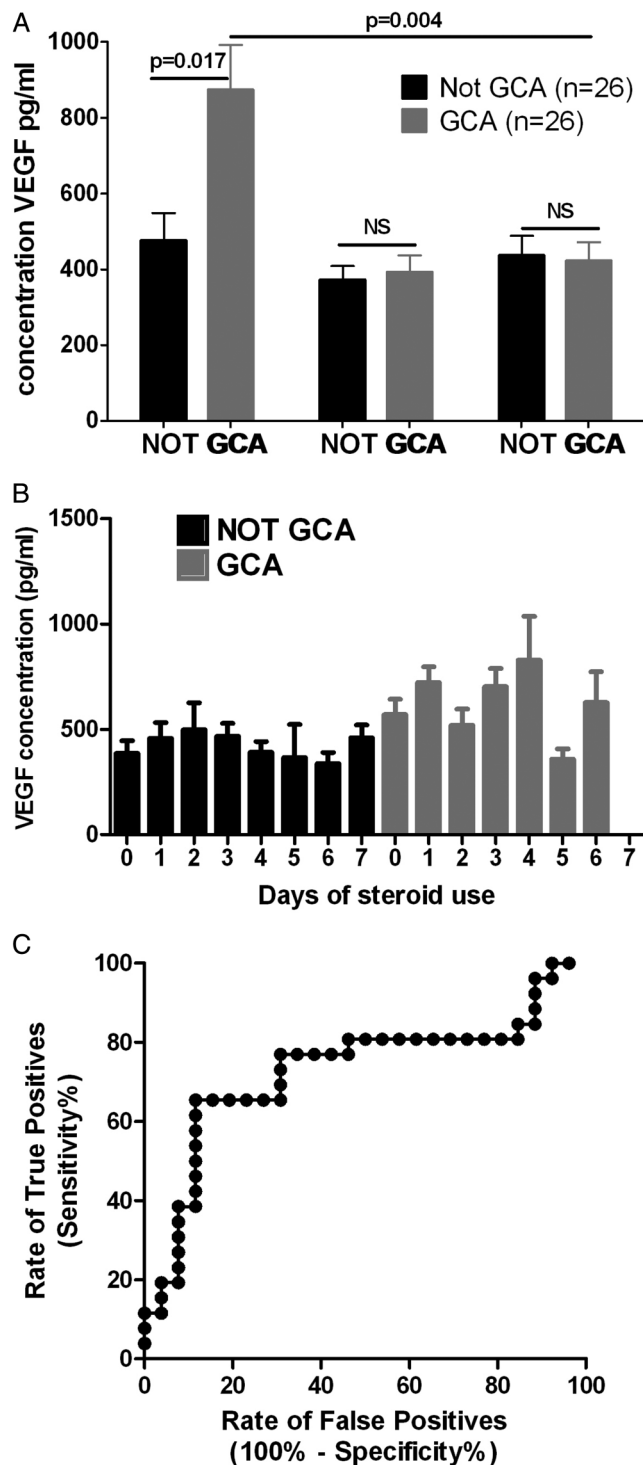 A
concentration VEGF pg/ml
1000
800
600
400
200
0
p=0.017
p=0.004
Not GCA (n=26)
GCA (n=26)
NS
NS
NOT GCA
NOT GCA
NOT GCA
B
VEGF concentration (pg/ml)
1500
1000
500
0
NOT GCA
GCA
0 1 2 3 4 5 6 7 0 1 2 3 4 5 6 7
Days of steroid use
C
Rate of True Positives
(Sensitivity%)
100
80
60
40
20
0
0 20 40 60 80 100
Rate of False Positives
(100% - Specificity%)